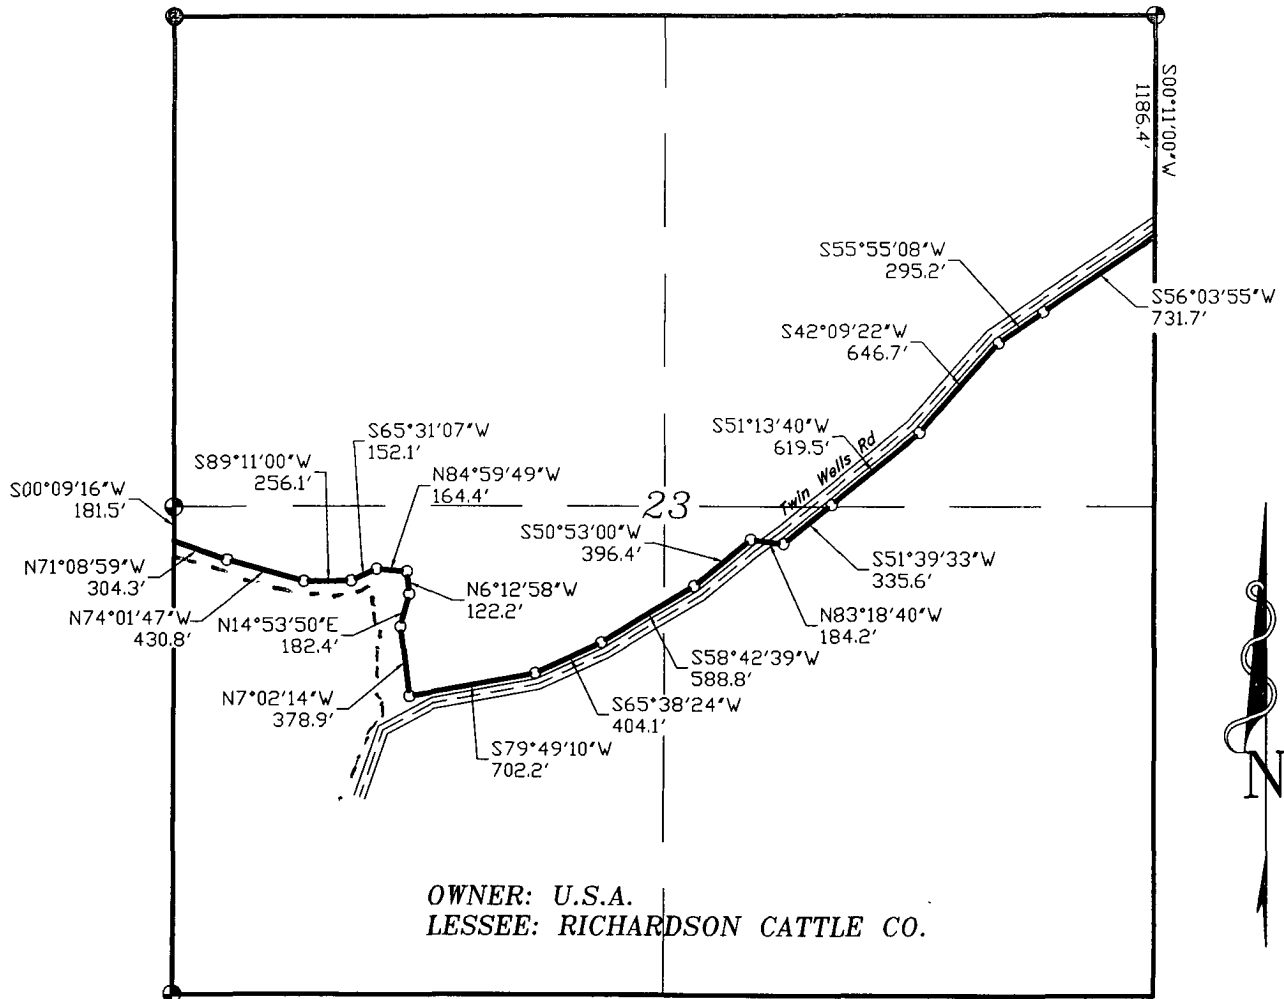 S00°11'00"W
1186.4'
S55°55'08"W
295.2'
S56°03'55"W
731.7'
S42°09'22"W
646.7'
S51°13'40"W
619.5'
Twin Wells Rd
S65°31'07"W
152.1'
S89°11'00"W
256.1'
N84°59'49"W
164.4'
S00°09'16"W
181.5'
23
S50°53'00"W
396.4'
S51°39'33"W
335.6'
N71°08'59"W
304.3'
N6°12'58"W
122.2'
N74°01'47"W
430.8'
N14°53'50"E
182.4'
N83°18'40"W
184.2'
S58°42'39"W
588.8'
N7°02'14"W
378.9'
S65°38'24"W
404.1'
S79°49'10"W
702.2'
N
OWNER: U.S.A.
LESSEE: RICHARDSON CATTLE CO.